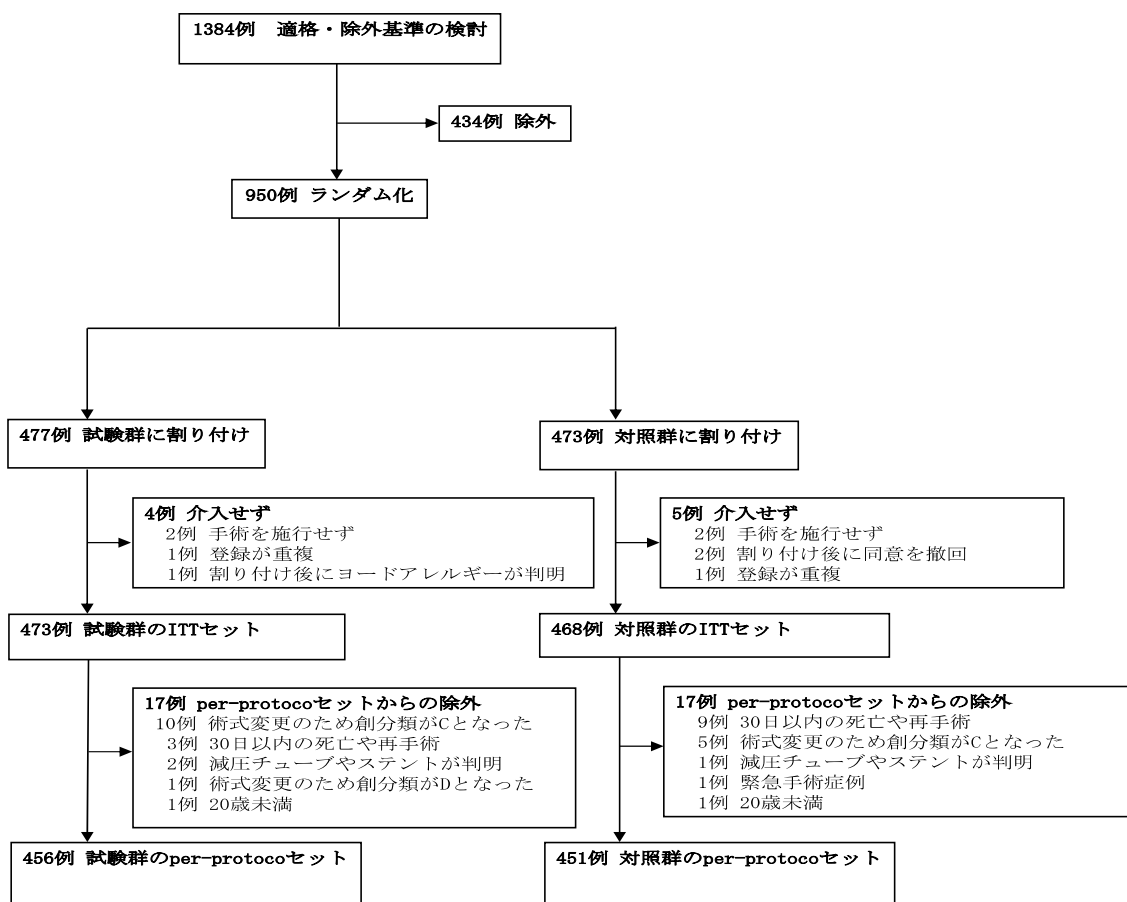 1384例 適格・除外基準の検討
434例 除外
950例 ランダム化
477例 試験群に割り付け
4例 介入せず
2例 手術を施行せず
1例 登録が重複
1例 割り付け後にヨードアレルギーが判明
473例 試験群のITTセット
17例 per-protocoセットからの除外
10例 術式変更のため創分類がCとなった
3例 30日以内の死亡や再手術
2例 減圧チューブやステントが判明
1例 術式変更のため創分類がDとなった
1例 20歳未満
456例 試験群のper-protocoセット
473例 対照群に割り付け
5例 介入せず
2例 手術を施行せず
2例 割り付け後に同意を撤回
1例 登録が重複
468例 対照群のITTセット
17例 per-protocoセットからの除外
9例 30日以内の死亡や再手術
5例 術式変更のため創分類がCとなった
1例 減圧チューブやステントが判明
1例 緊急手術症例
1例 20歳未満
451例 対照群のper-protocoセット